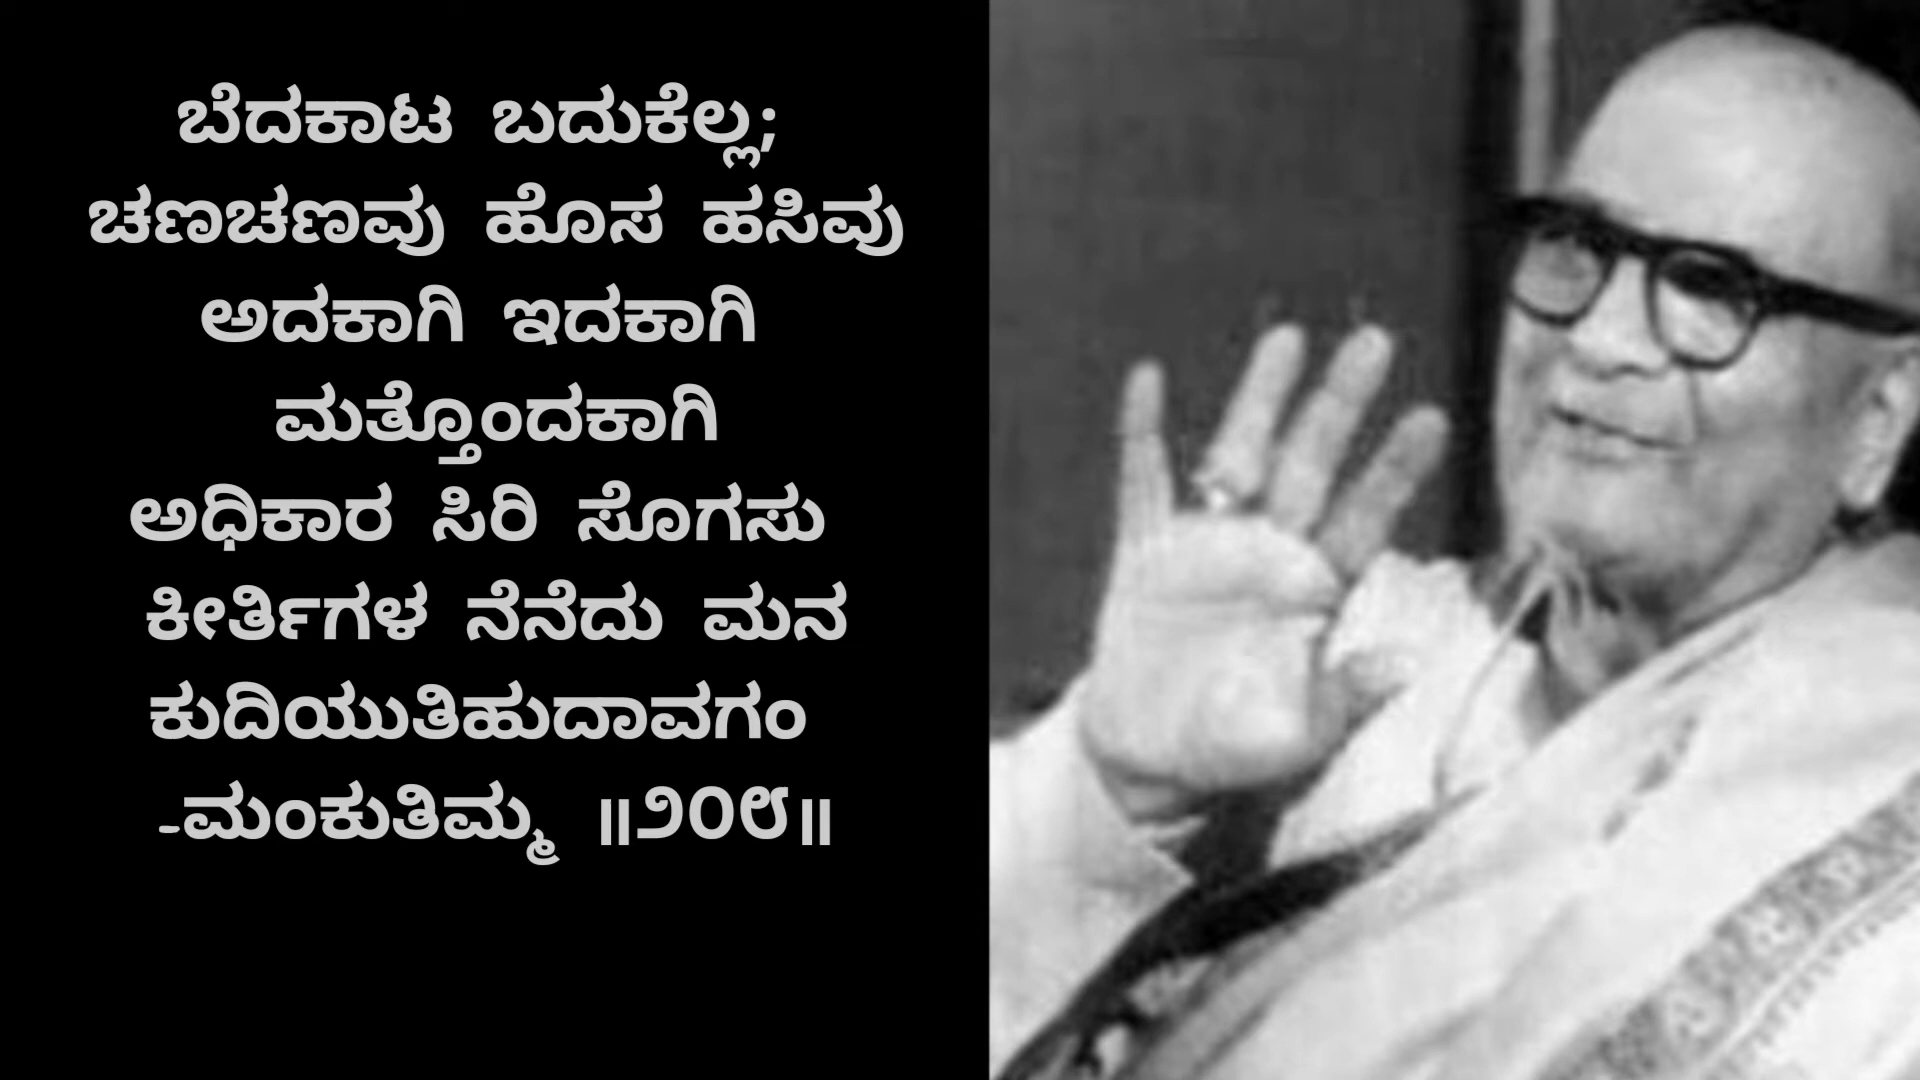 ಬೆದಕಾಟ ಬದುಕೆಲ್ಲ;
ಚಣಚಣವು ಹೊಸ ಹಸಿವು
ಅದಕಾಗಿ ಇದಕಾಗಿ
ಮತ್ತೊಂದಕಾಗಿ
ಅಧಿಕಾರ ಸಿರಿ ಸೊಗಸು
ಕೀರ್ತಿಗಳ ನೆನೆದು ಮನ
ಕುದಿಯುತಿಹುದಾವಗಂ
-ಮಂಕುತಿಮ್ಮ ॥೨೦೮॥